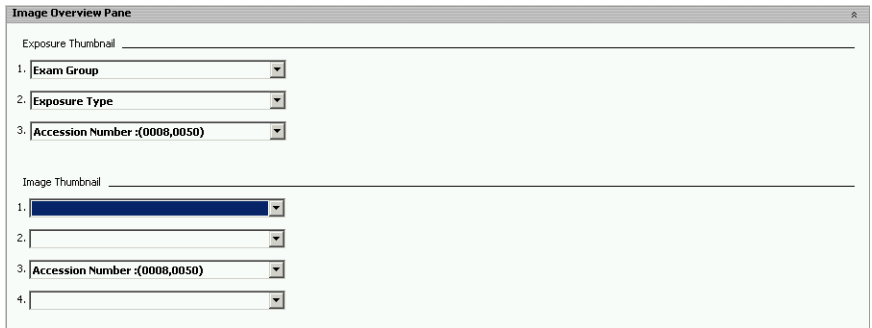 Image Overview Pane
Exposure Thumbnail
1. Exam Group
2. Exposure Type
3. Accession Number :(0008,0050)
Image Thumbnail
1.
2.
3. Accession Number :(0008,0050)
4.